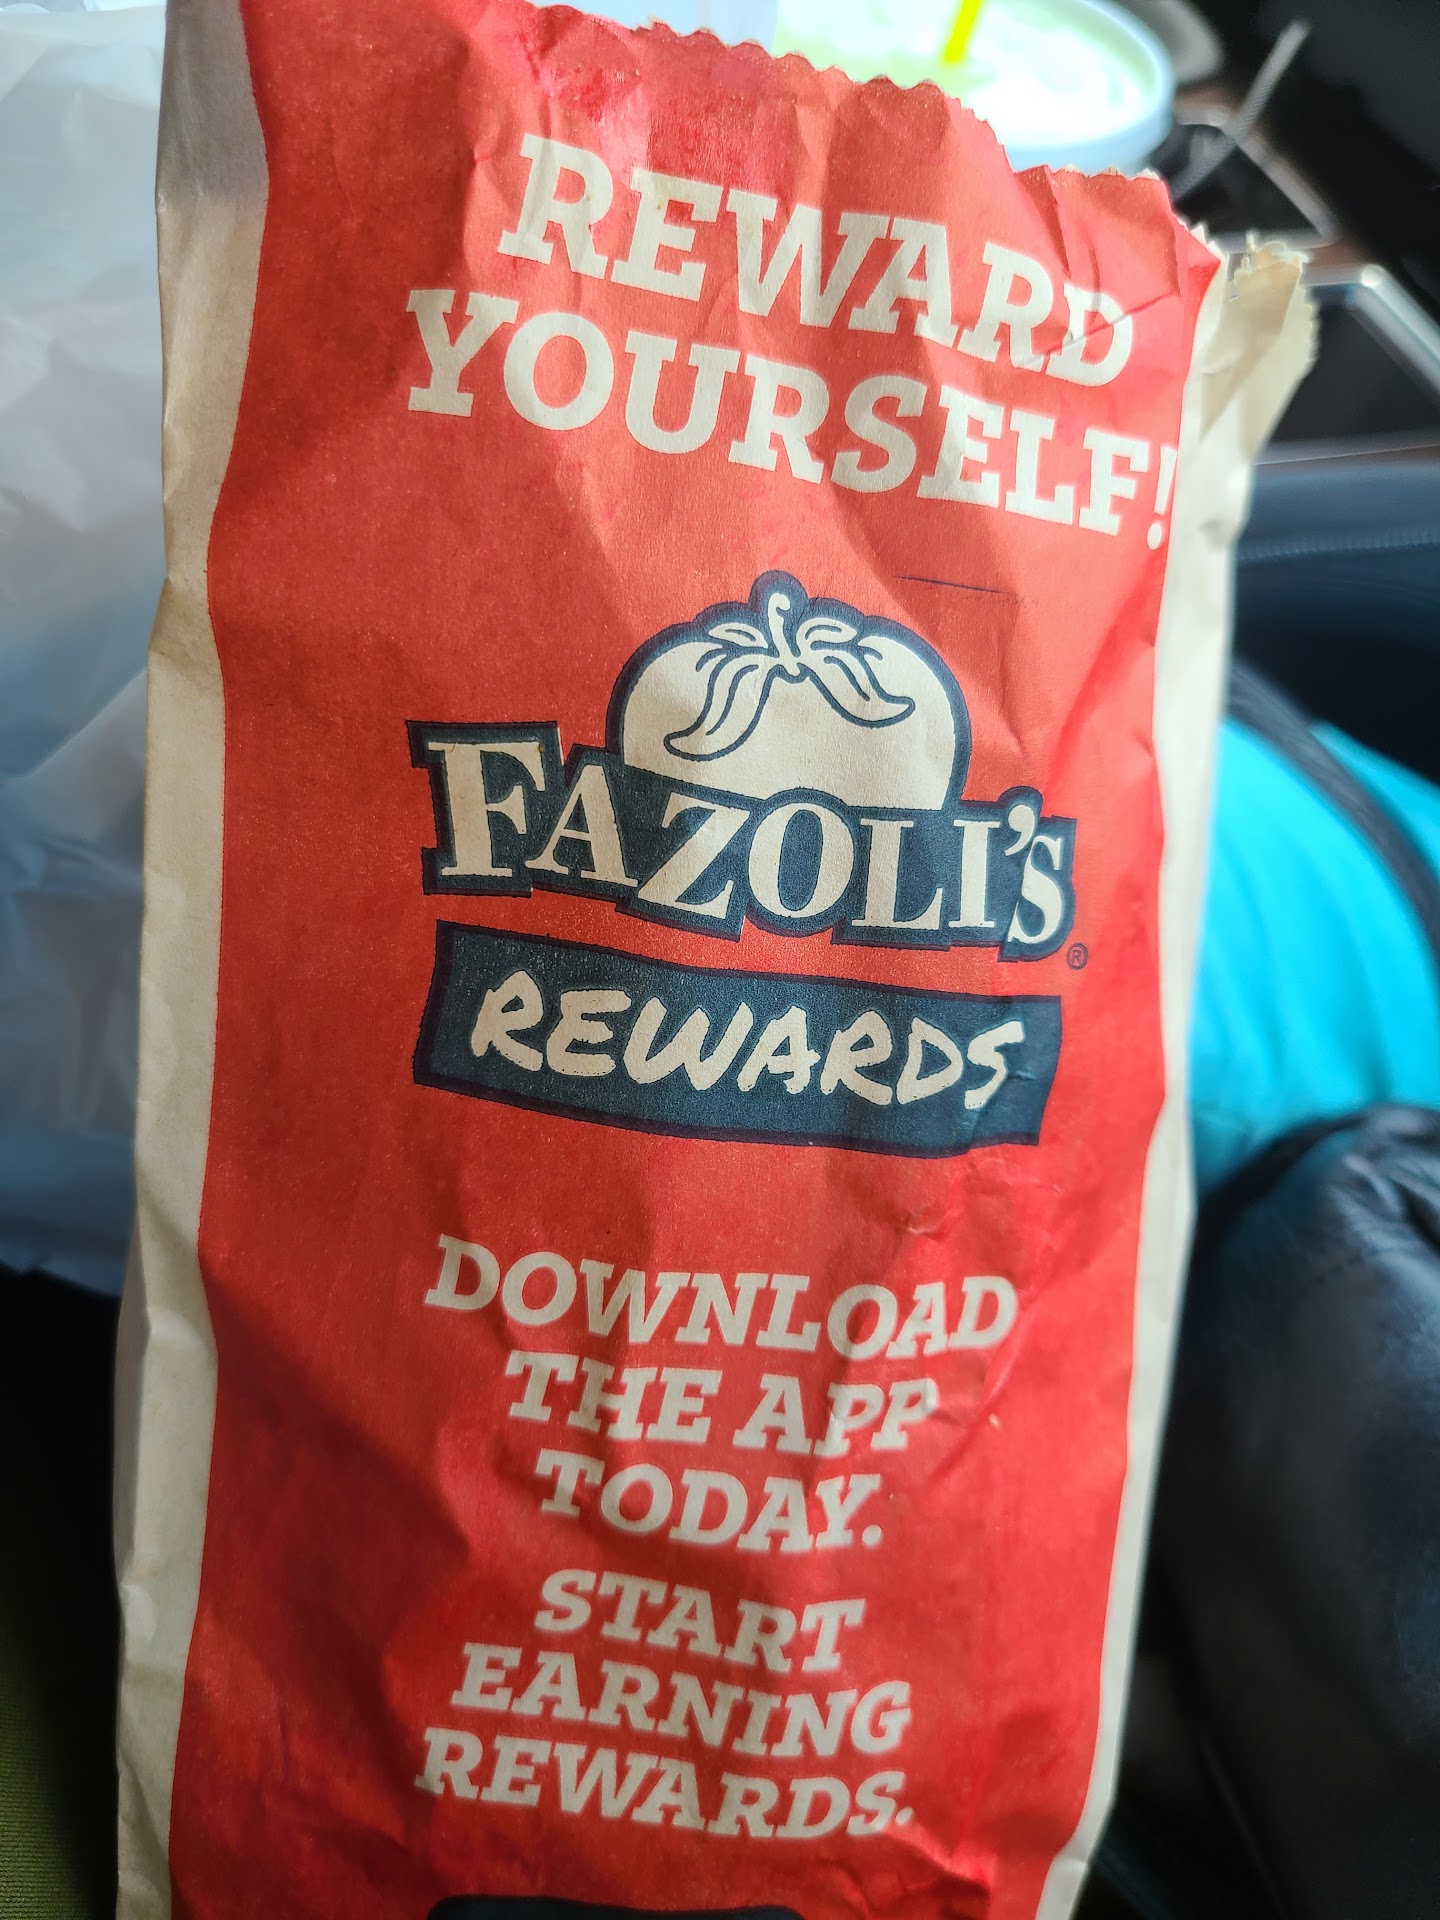 REWARD
YOURSELF!
FAZOLI'S®
REWARDS
DOWNLOAD
THE APP
TODAY.
START
EARNING
REWARDS.